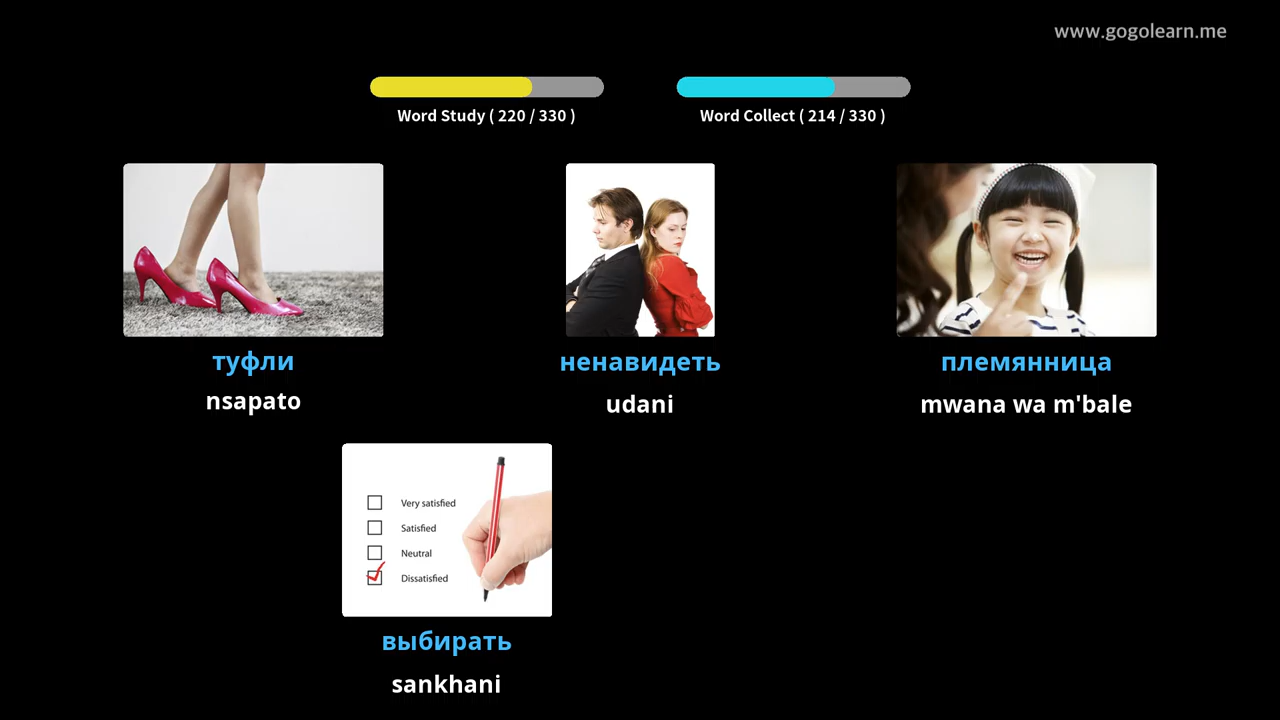 www.gogolearn.me
Word Study ( 220 / 330 )
Word Collect ( 214 / 330 )
туфли
nsapato
ненавидеть
udani
племянница
mwana wa m'bale
Very satisfied
Satisfied
Neutral
Dissatisfied
выбирать
sankhani